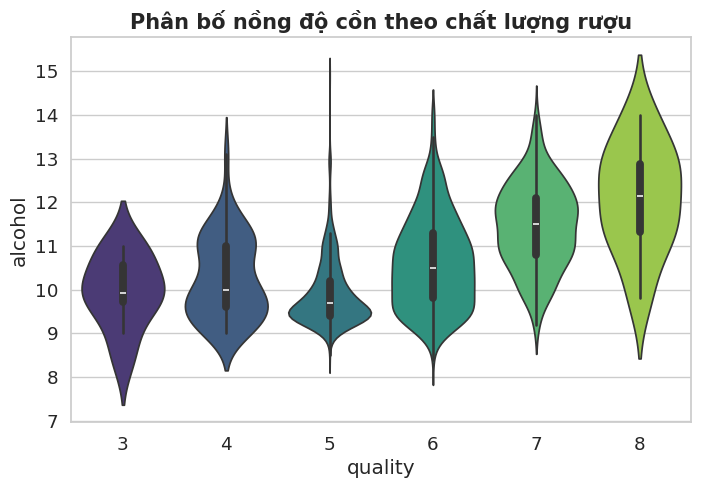 Phân bố nồng độ cồn theo chất lượng rượu
15
14
13
12
11
10
9
8
7
alcohol
3 4 5 6 7 8
quality